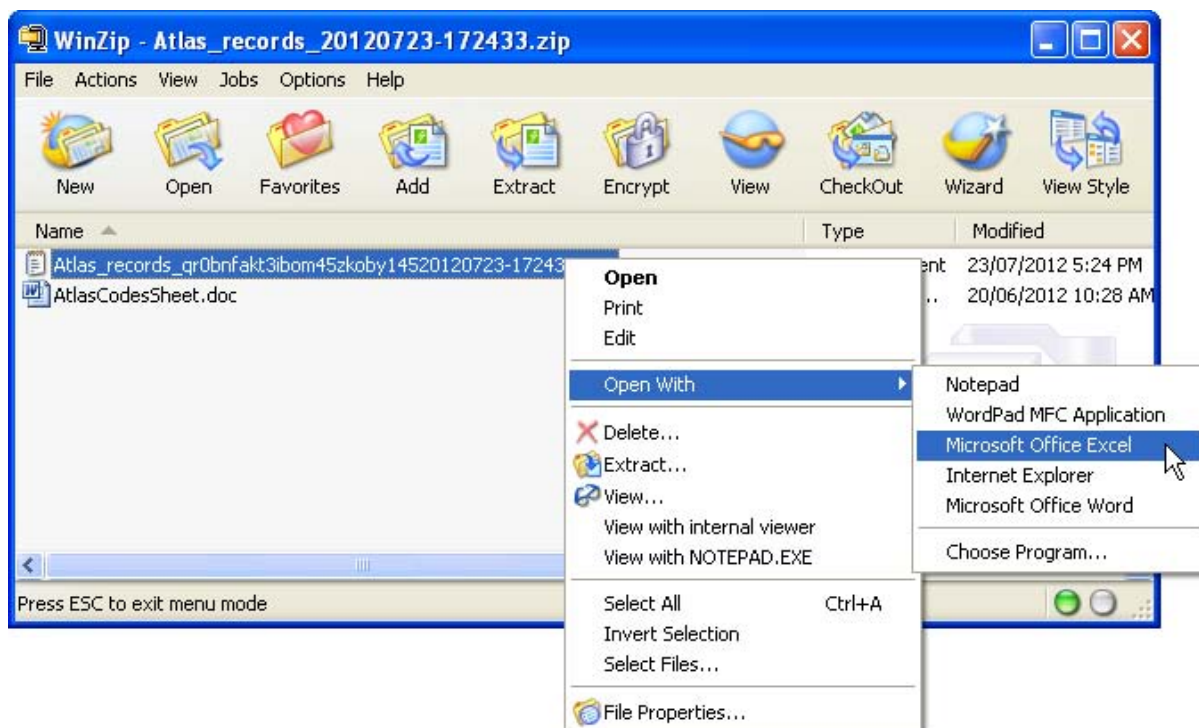 WinZip - Atlas_records_20120723-172433.zip
File Actions View Jobs Options Help
New Open Favorites Add Extract Encrypt View CheckOut Wizard View Style
Name Type Modified
Atlas_records_qr0bnfakt3ibom45zkoby14520120723-17243 ent 23/07/2012 5:24 PM
AtlasCodesSheet.doc .. 20/06/2012 10:28 AM
Open
Print
Edit
Open With
Notepad
WordPad MFC Application
Microsoft Office Excel
Internet Explorer
Microsoft Office Word
Choose Program...
Delete...
Extract...
View...
View with internal viewer
View with NOTEPAD.EXE
Select All Ctrl+A
Invert Selection
Select Files...
File Properties...
Press ESC to exit menu mode